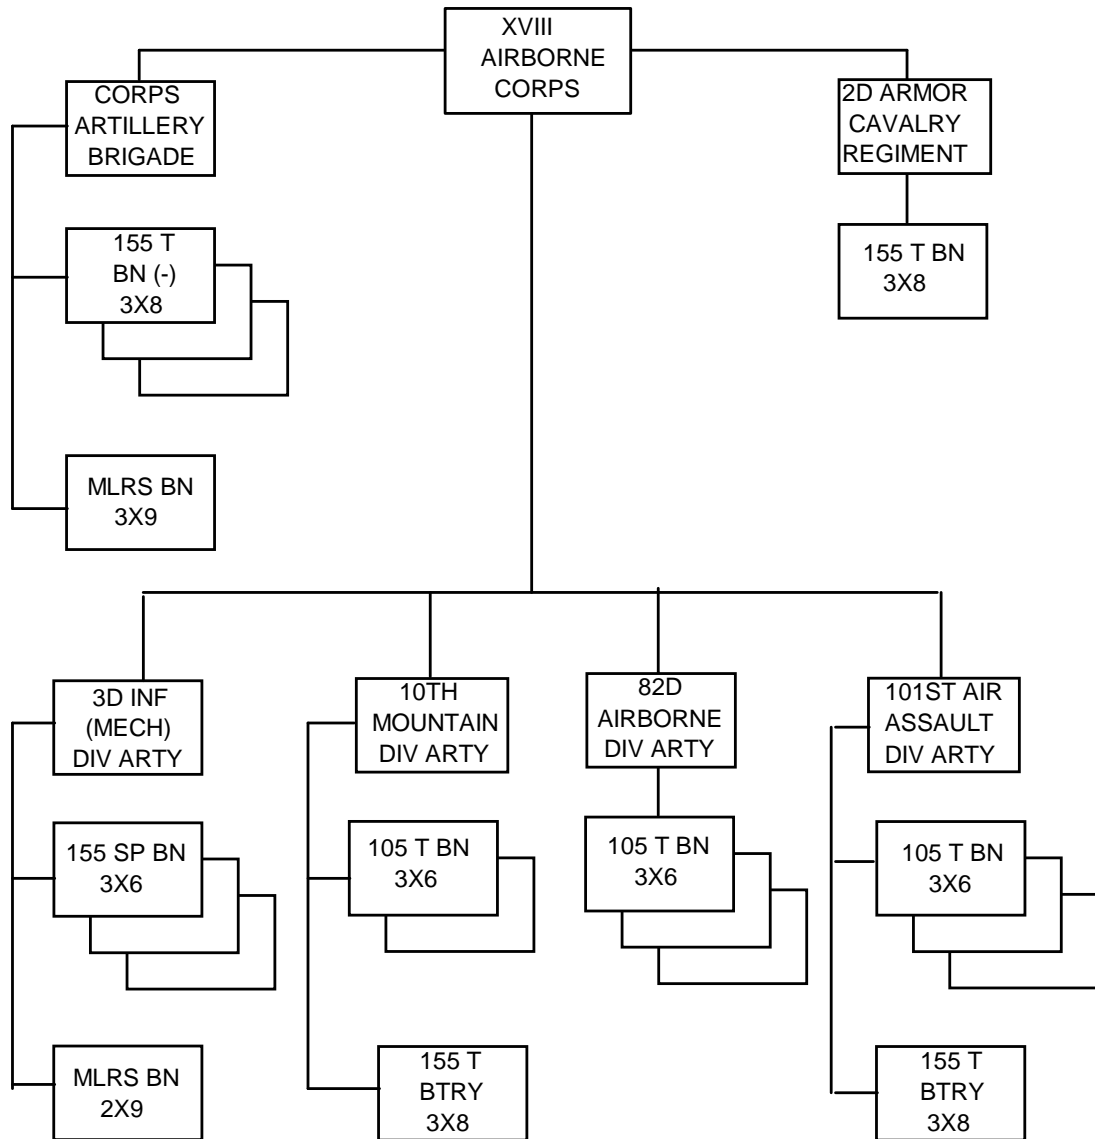 XVIII
AIRBORNE
CORPS
CORPS
ARTILLERY
BRIGADE
2D ARMOR
CAVALRY
REGIMENT
155 T
BN (-)
3X8
155 T BN
3X8
MLRS BN
3X9
3D INF
(MECH)
DIV ARTY
10TH
MOUNTAIN
DIV ARTY
82D
AIRBORNE
DIV ARTY
101ST AIR
ASSAULT
DIV ARTY
155 SP BN
3X6
105 T BN
3X6
105 T BN
3X6
105 T BN
3X6
MLRS BN
2X9
155 T
BTRY
3X8
155 T
BTRY
3X8